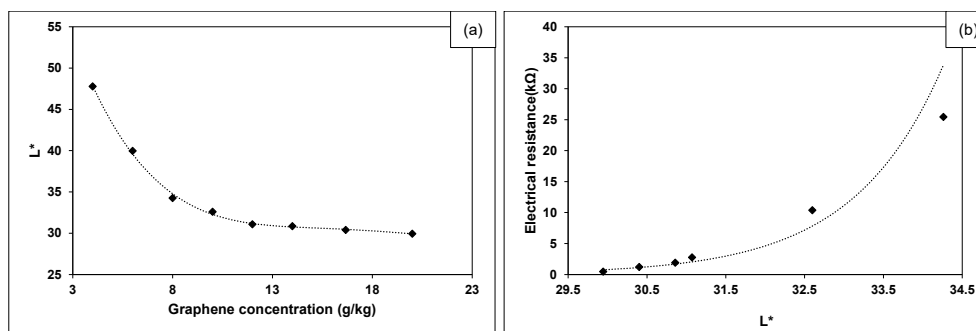 (a)
55
50
45
40
35
30
25
L*
3 8 13 18 23
Graphene concentration (g/kg)
(b)
40
35
30
25
20
15
10
5
0
Electrical resistance(kΩ)
29.5 30.5 31.5 32.5 33.5 34.5
L*